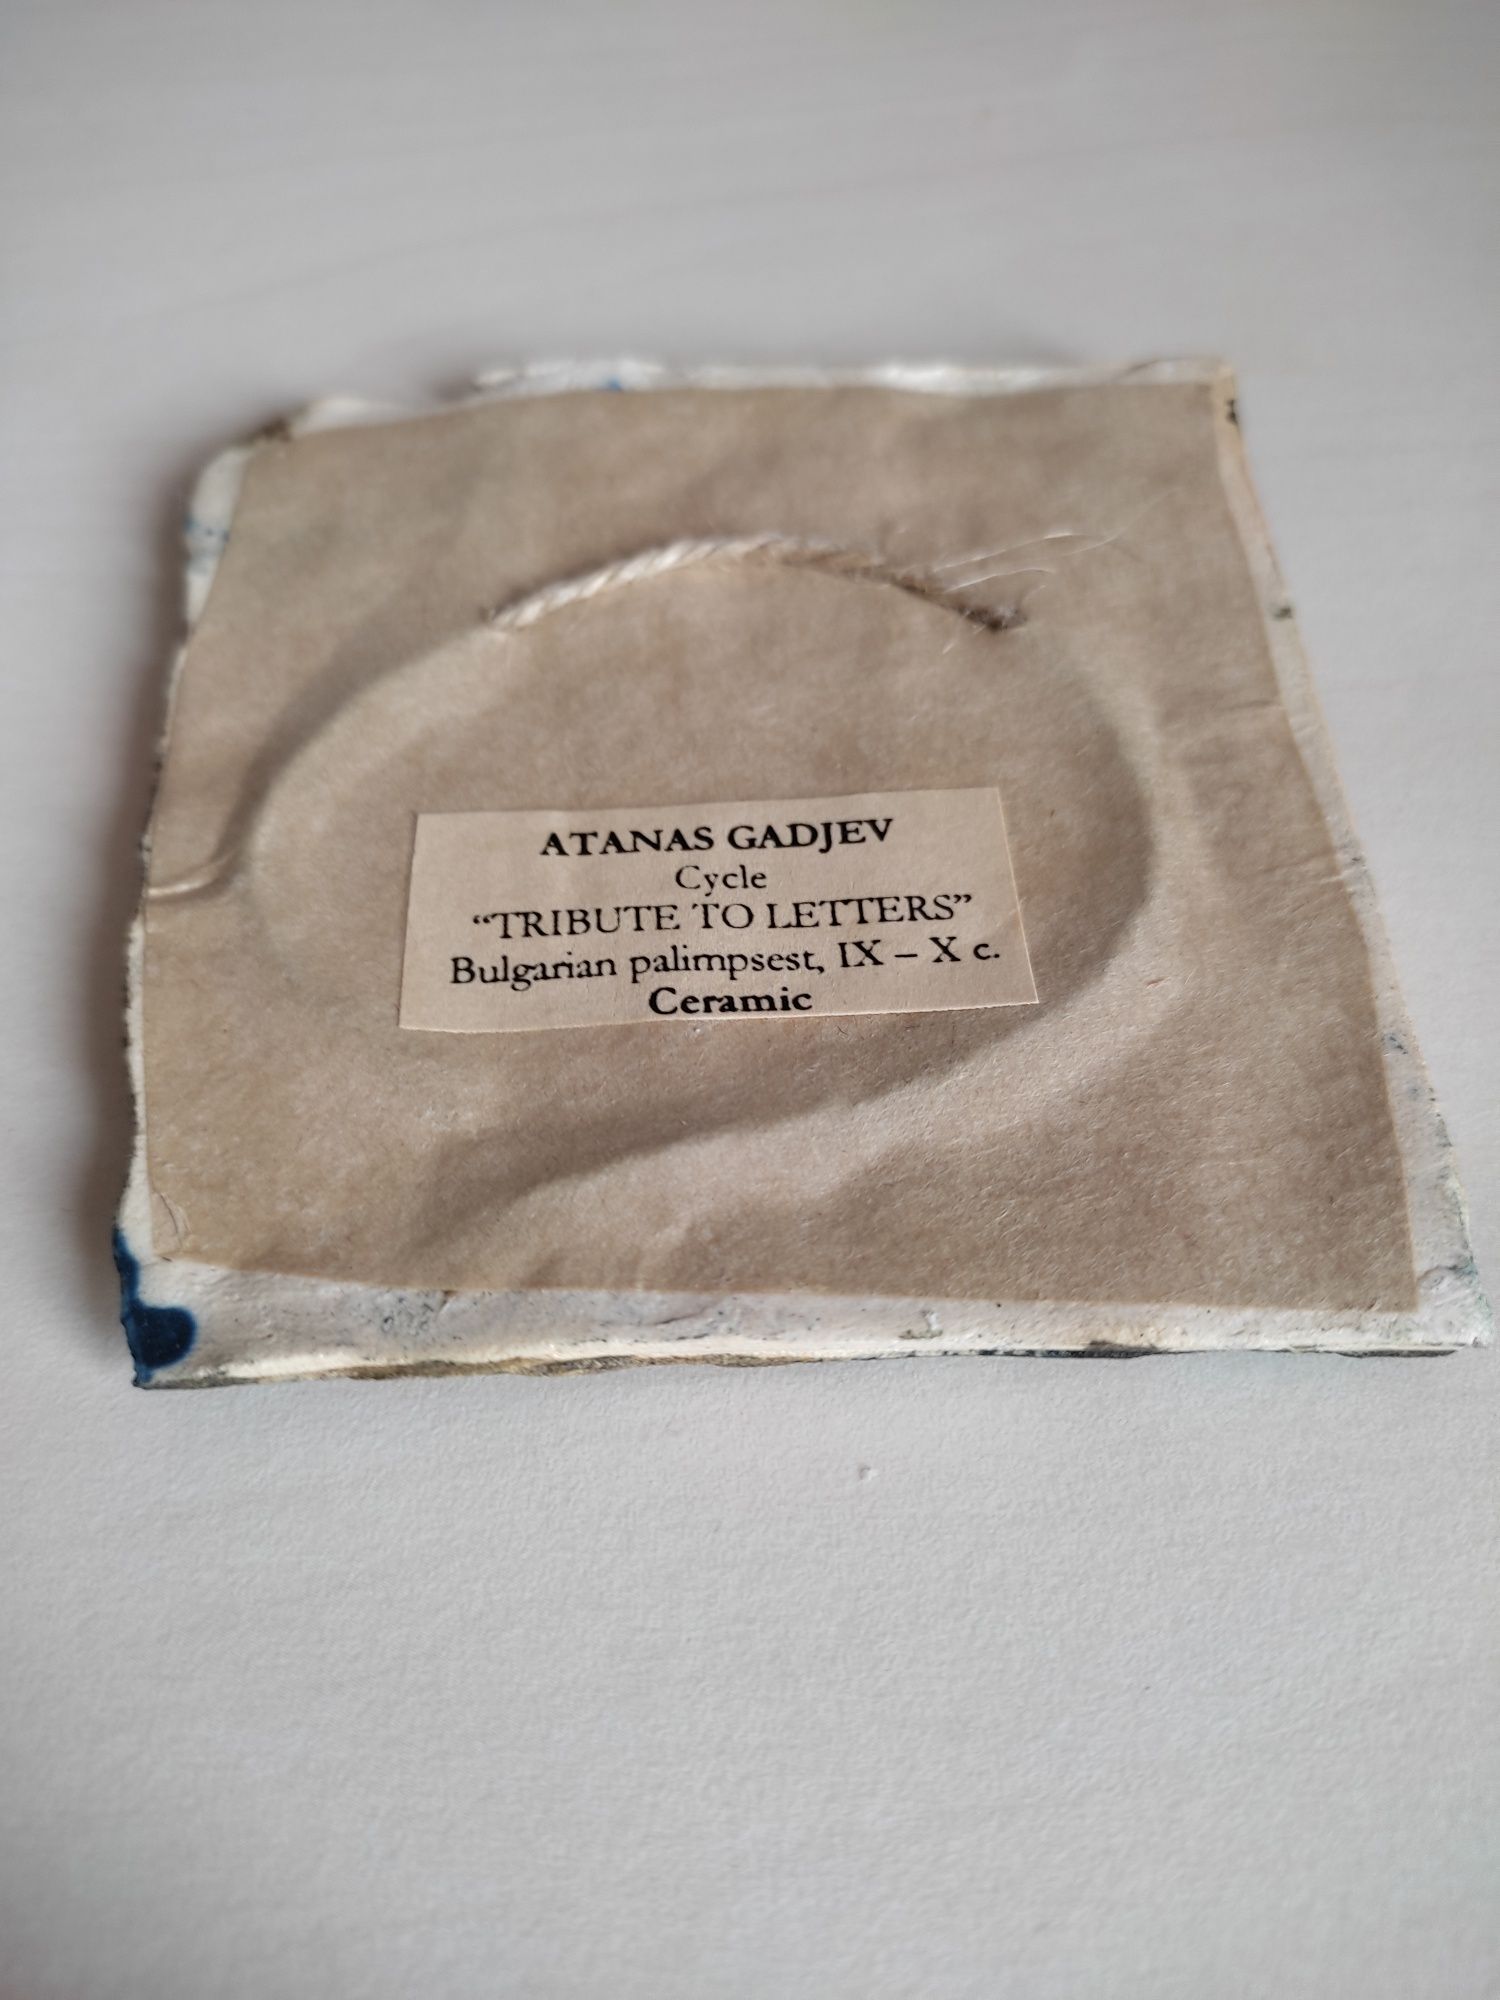 ATANAS GADJEV
Cycle
“TRIBUTE TO LETTERS”
Bulgarian palimpsest, IX – X c.
Ceramic